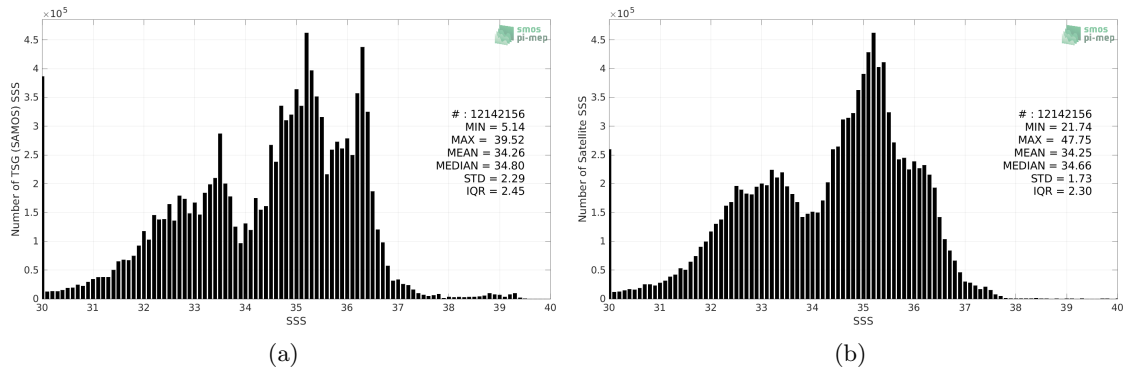 ×10⁵
4.5
4
3.5
3
2.5
2
1.5
1
0.5
0
Number of TSG (SAMOS) SSS
smos
pi-mep
# : 12142156
MIN = 5.14
MAX = 39.52
MEAN = 34.26
MEDIAN = 34.80
STD = 2.29
IQR = 2.45
30 31 32 33 34 35 36 37 38 39 40
SSS
(a)
×10⁵
4.5
4
3.5
3
2.5
2
1.5
1
0.5
0
Number of Satellite SSS
smos
pi-mep
# : 12142156
MIN = 21.74
MAX = 47.75
MEAN = 34.25
MEDIAN = 34.66
STD = 1.73
IQR = 2.30
30 31 32 33 34 35 36 37 38 39 40
SSS
(b)